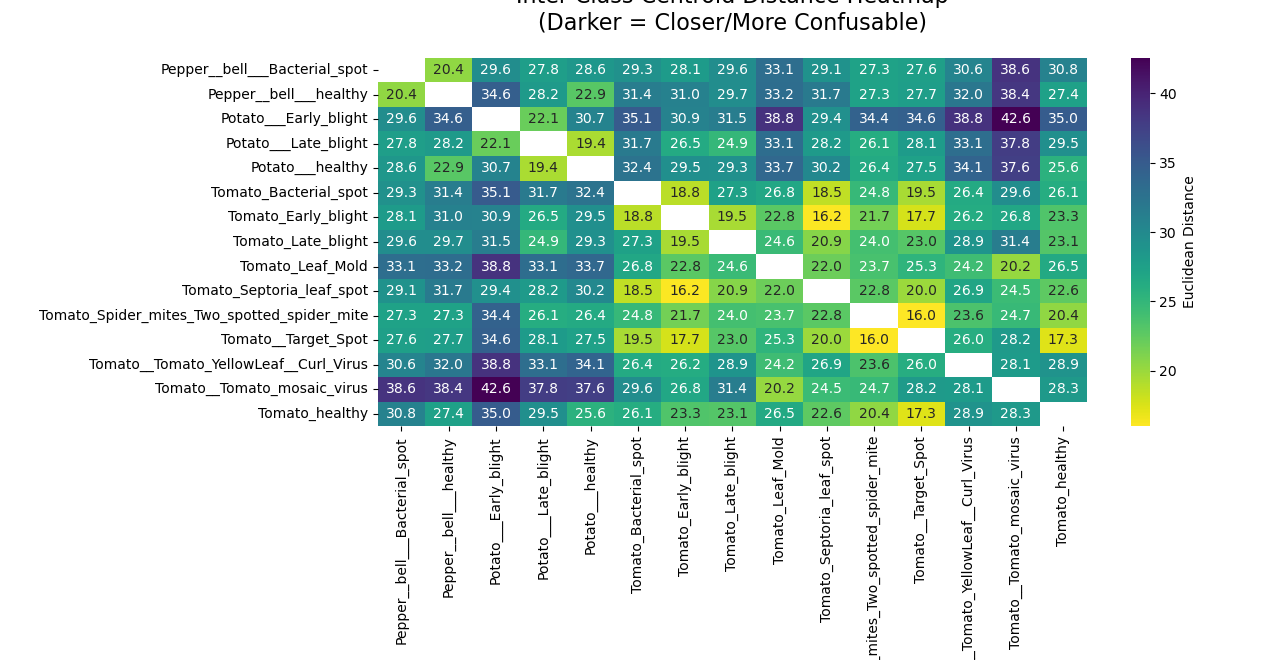 Inter-Class Centroid Distance Heatmap
(Darker = Closer/More Confusable)
Pepper__bell___Bacterial_spot 20.4 29.6 27.8 28.6 29.3 28.1 29.6 33.1 29.1 27.3 27.6 30.6 38.6 30.8
Pepper__bell___healthy 20.4 34.6 28.2 22.9 31.4 31.0 29.7 33.2 31.7 27.3 27.7 32.0 38.4 27.4
Potato___Early_blight 29.6 34.6 22.1 30.7 35.1 30.9 31.5 38.8 29.4 34.4 34.6 38.8 42.6 35.0
Potato___Late_blight 27.8 28.2 22.1 19.4 31.7 26.5 24.9 33.1 28.2 26.1 28.1 33.1 37.8 29.5
Potato___healthy 28.6 22.9 30.7 19.4 32.4 29.5 29.3 33.7 30.2 26.4 27.5 34.1 37.6 25.6
Tomato_Bacterial_spot 29.3 31.4 35.1 31.7 32.4 18.8 27.3 26.8 18.5 24.8 19.5 26.4 29.6 26.1
Tomato_Early_blight 28.1 31.0 30.9 26.5 29.5 18.8 19.5 22.8 16.2 21.7 17.7 26.2 26.8 23.3
Tomato_Late_blight 29.6 29.7 31.5 24.9 29.3 27.3 19.5 24.6 20.9 24.0 23.0 28.9 31.4 23.1
Tomato_Leaf_Mold 33.1 33.2 38.8 33.1 33.7 26.8 22.8 24.6 22.0 23.7 25.3 24.2 20.2 26.5
Tomato_Septoria_leaf_spot 29.1 31.7 29.4 28.2 30.2 18.5 16.2 20.9 22.0 22.8 20.0 26.9 24.5 22.6
Tomato_Spider_mites_Two_spotted_spider_mite 27.3 27.3 34.4 26.1 26.4 24.8 21.7 24.0 23.7 22.8 16.0 23.6 24.7 20.4
Tomato__Target_Spot 27.6 27.7 34.6 28.1 27.5 19.5 17.7 23.0 25.3 20.0 16.0 26.0 28.2 17.3
Tomato__Tomato_YellowLeaf__Curl_Virus 30.6 32.0 38.8 33.1 34.1 26.4 26.2 28.9 24.2 26.9 23.6 26.0 28.1 28.9
Tomato__Tomato_mosaic_virus 38.6 38.4 42.6 37.8 37.6 29.6 26.8 31.4 20.2 24.5 24.7 28.2 28.1 28.3
Tomato_healthy 30.8 27.4 35.0 29.5 25.6 26.1 23.3 23.1 26.5 22.6 20.4 17.3 28.9 28.3
Pepper__bell___Bacterial_spot
Pepper__bell___healthy
Potato___Early_blight
Potato___Late_blight
Potato___healthy
Tomato_Bacterial_spot
Tomato_Early_blight
Tomato_Late_blight
Tomato_Leaf_Mold
Tomato_Septoria_leaf_spot
_mites_Two_spotted_spider_mite
Tomato__Target_Spot
_Tomato_YellowLeaf__Curl_Virus
Tomato__Tomato_mosaic_virus
Tomato_healthy
40
35
30
25
20
Euclidean Distance